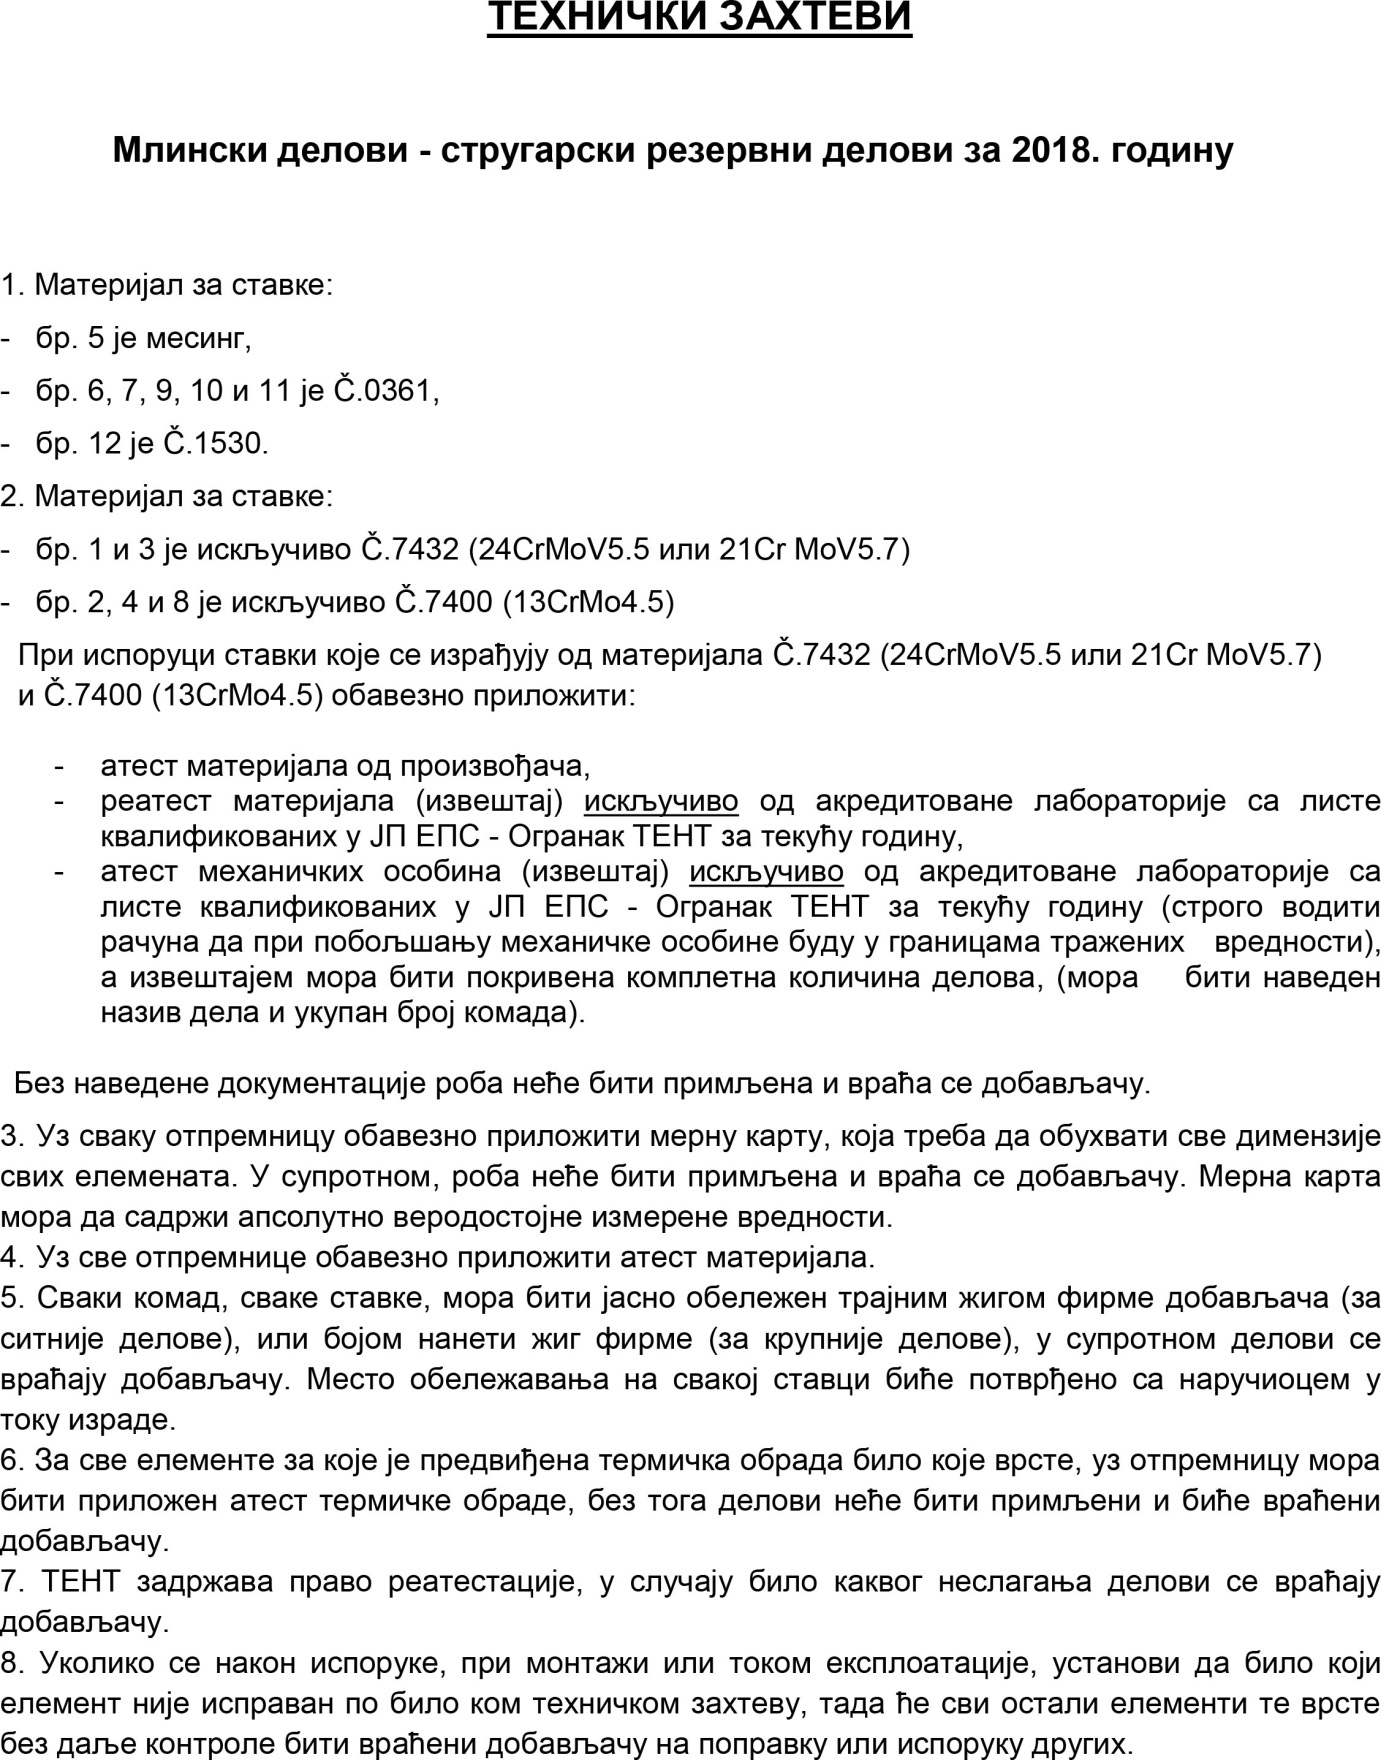 ТЕХНИЧКИ ЗАХТЕВИ
Млински делови - стругарски резервни делови за 2018. годину
1. Материјал за ставке:
- бр. 5 је месинг,
- бр. 6, 7, 9, 10 и 11 је Č.0361,
- бр. 12 је Č.1530.
2. Материјал за ставке:
- бр. 1 и 3 је искључиво Č.7432 (24CrMoV5.5 или 21Cr MoV5.7)
- бр. 2, 4 и 8 је искључиво Č.7400 (13CrMo4.5)
При испоруци ставки које се израђују од материјала Č.7432 (24CrMoV5.5 или 21Cr MoV5.7)
и Č.7400 (13CrMo4.5) обавезно приложити:
- атест материјала од произвођача,
- реатест материјала (извештај) искључиво од акредитоване лабораторије са листе
квалификованих у ЈП ЕПС - Огранак ТЕНТ за текућу годину,
- атест механичких особина (извештај) искључиво од акредитоване лабораторије са
листе квалификованих у ЈП ЕПС - Огранак ТЕНТ за текућу годину (строго водити
рачуна да при побољшању механичке особине буду у границама тражених вредности),
а извештајем мора бити покривена комплетна количина делова, (мора бити наведен
назив дела и укупан број комада).
Без наведене документације роба неће бити примљена и враћа се добављачу.
3. Уз сваку отпремницу обавезно приложити мерну карту, која треба да обухвати све димензије
свих елемената. У супротном, роба неће бити примљена и враћа се добављачу. Мерна карта
мора да садржи апсолутно веродостојне измерене вредности.
4. Уз све отпремнице обавезно приложити атест материјала.
5. Сваки комад, сваке ставке, мора бити јасно обележен трајним жигом фирме добављача (за
ситније делове), или бојом нанети жиг фирме (за крупније делове), у супротном делови се
враћају добављачу. Место обележавања на свакој ставци биће потврђено са наручиоцем у
току израде.
6. За све елементе за које је предвиђена термичка обрада било које врсте, уз отпремницу мора
бити приложен атест термичке обраде, без тога делови неће бити примљени и биће враћени
добављачу.
7. ТЕНТ задржава право реатестације, у случају било каквог неслагања делови се враћају
добављачу.
8. Уколико се након испоруке, при монтажи или током експлоатације, установи да било који
елемент није исправан по било ком техничком захтеву, тада ће сви остали елементи те врсте
без даље контроле бити враћени добављачу на поправку или испоруку других.